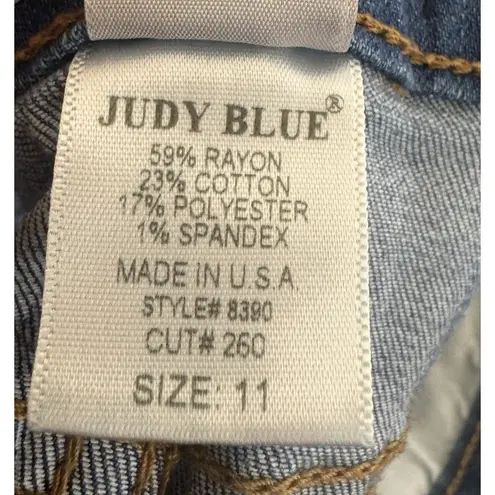 JUDY BLUE®
59% RAYON
23% COTTON
17% POLYESTER
1% SPANDEX
MADE IN U.S.A.
STYLE# 8390
CUT# 260
SIZE: 11